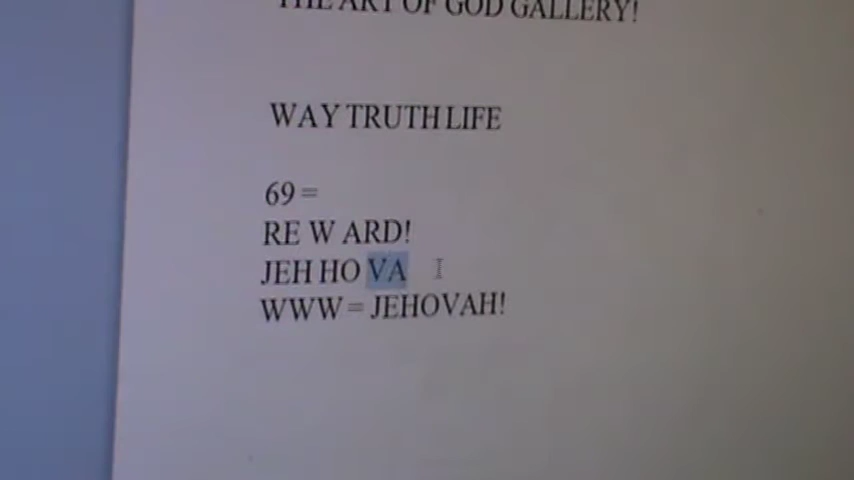 THE ART OF GOD GALLERY!
WAY TRUTH LIFE
69 =
RE W ARD!
JEH HO VA
WWW = JEHOVAH!